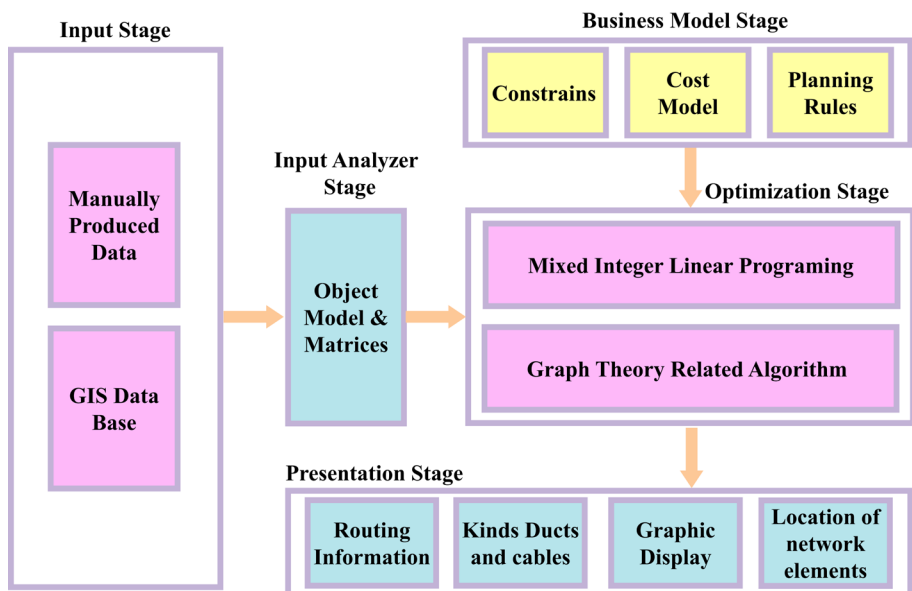 Input Stage
Manually
Produced
Data
GIS Data
Base
Input Analyzer
Stage
Object
Model &
Matrices
Business Model Stage
Constrains
Cost
Model
Planning
Rules
Optimization Stage
Mixed Integer Linear Programing
Graph Theory Related Algorithm
Presentation Stage
Routing
Information
Kinds Ducts
and cables
Graphic
Display
Location of
network
elements